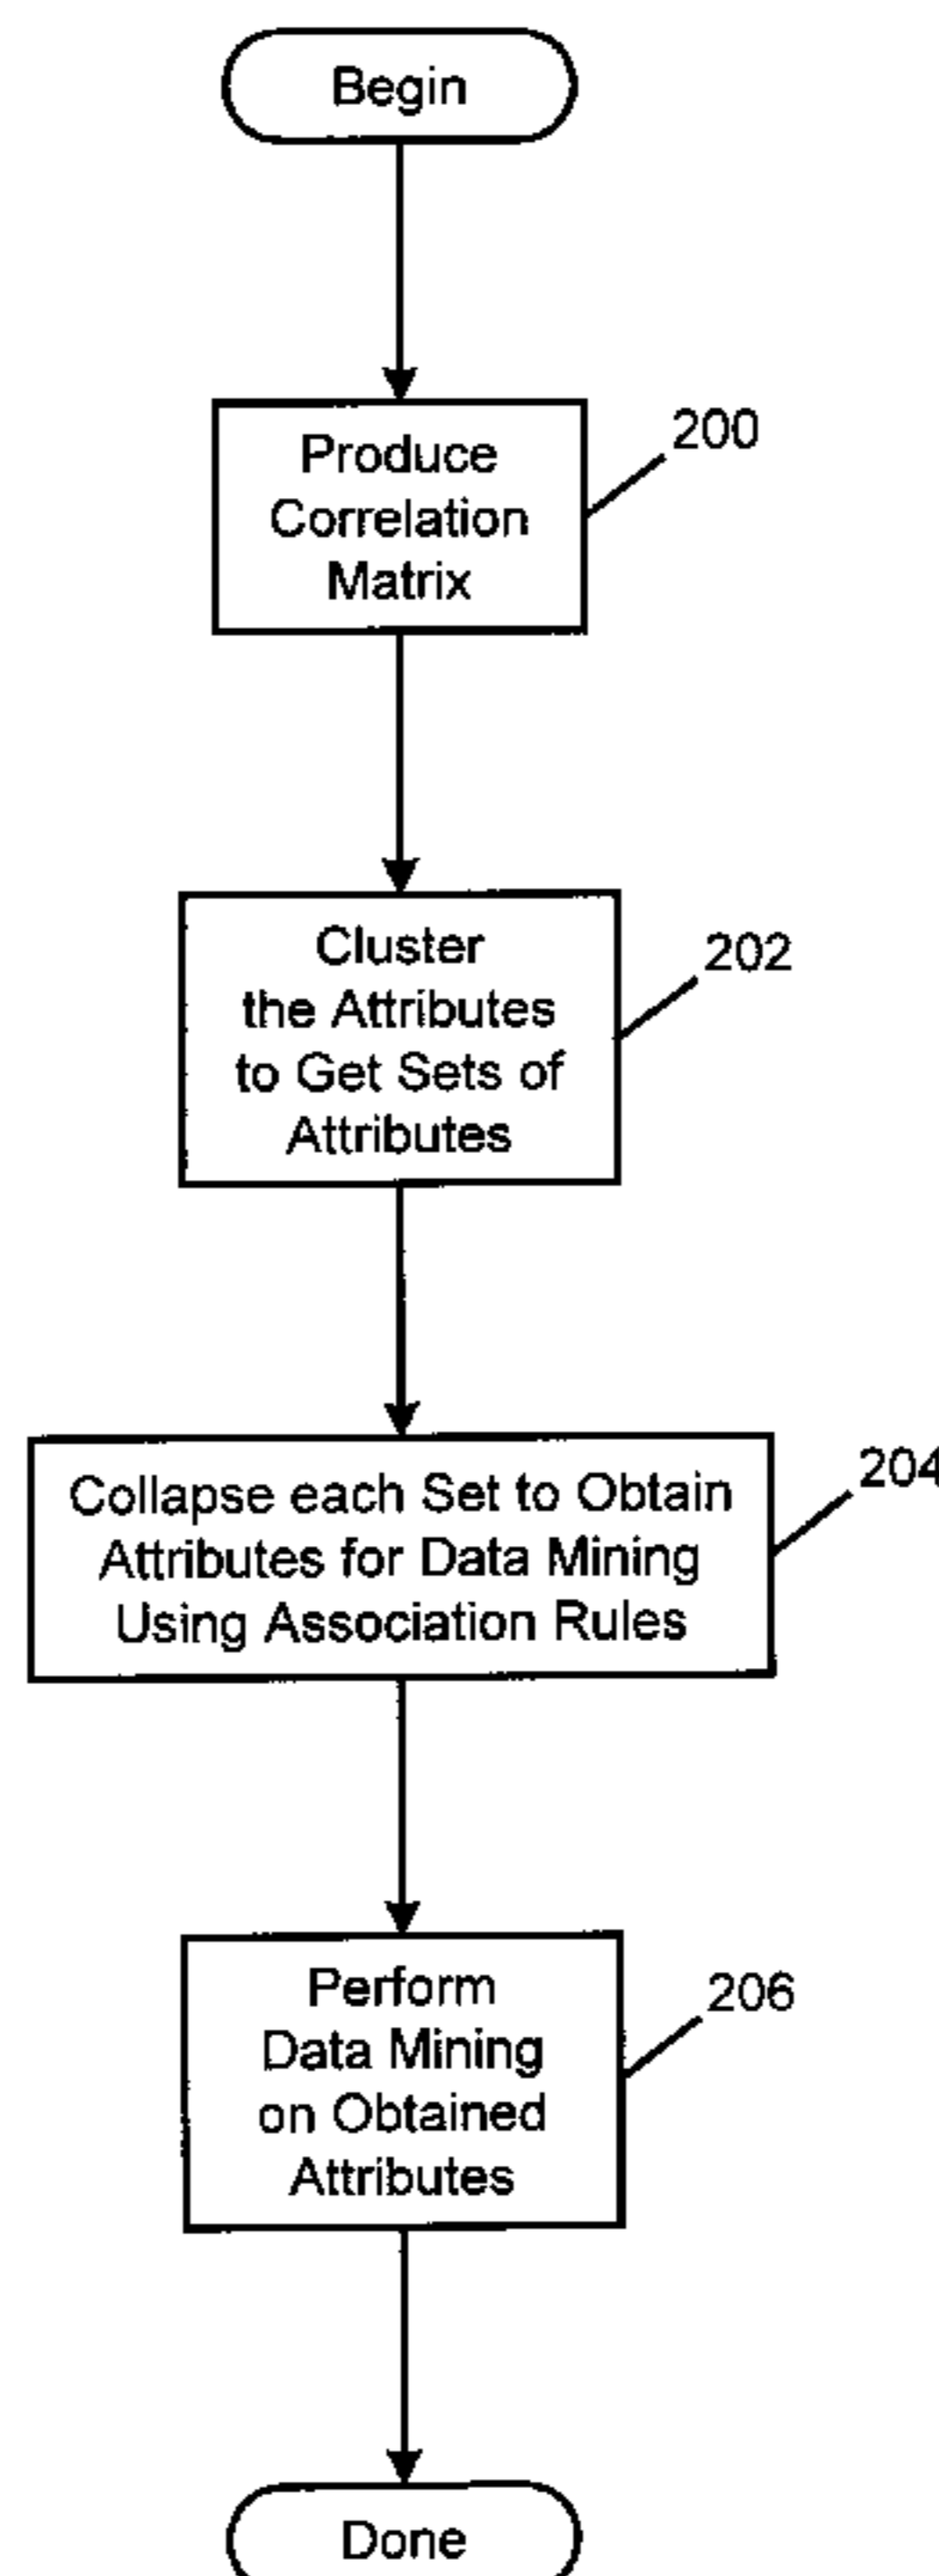 Begin
Produce
Correlation
Matrix
200
Cluster
the Attributes
to Get Sets of
Attributes
202
Collapse each Set to Obtain
Attributes for Data Mining
Using Association Rules
204
Perform
Data Mining
on Obtained
Attributes
206
Done